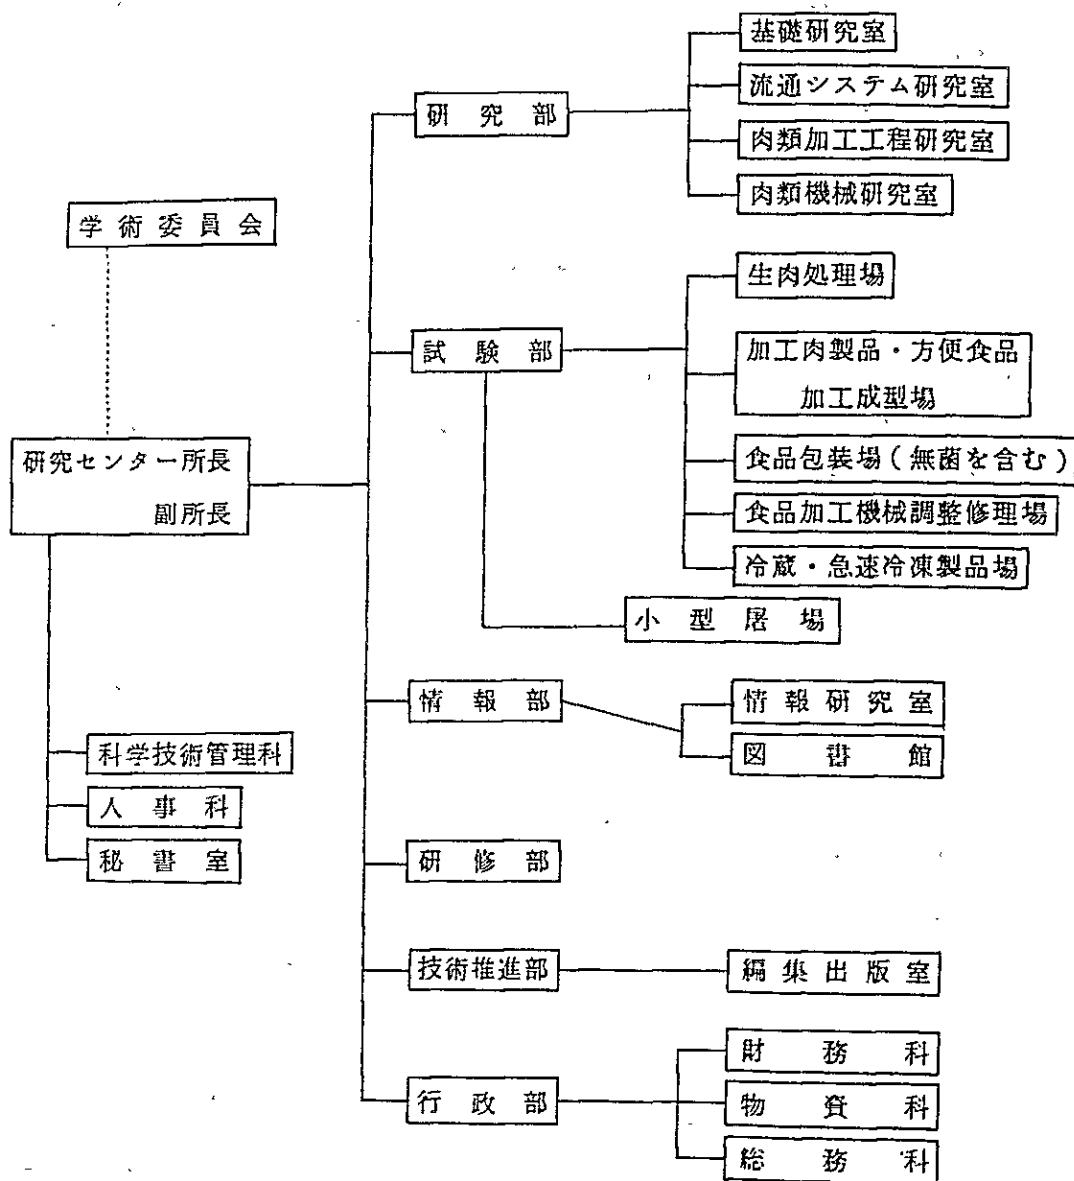 学術委員会
研究センター所長
副所長
科学技術管理科
人事科
秘書室
研究部
基礎研究室
流通システム研究室
肉類加工工程研究室
肉類機械研究室
試験部
生肉処理場
加工肉製品・方便食品
加工成型場
食品包装場(無菌を含む)
食品加工機械調整修理場
冷蔵・急速冷凍製品場
小型屠場
情報部
情報研究室
図書館
研修部
技術推進部
編集出版室
行政部
財務科
物資科
総務科